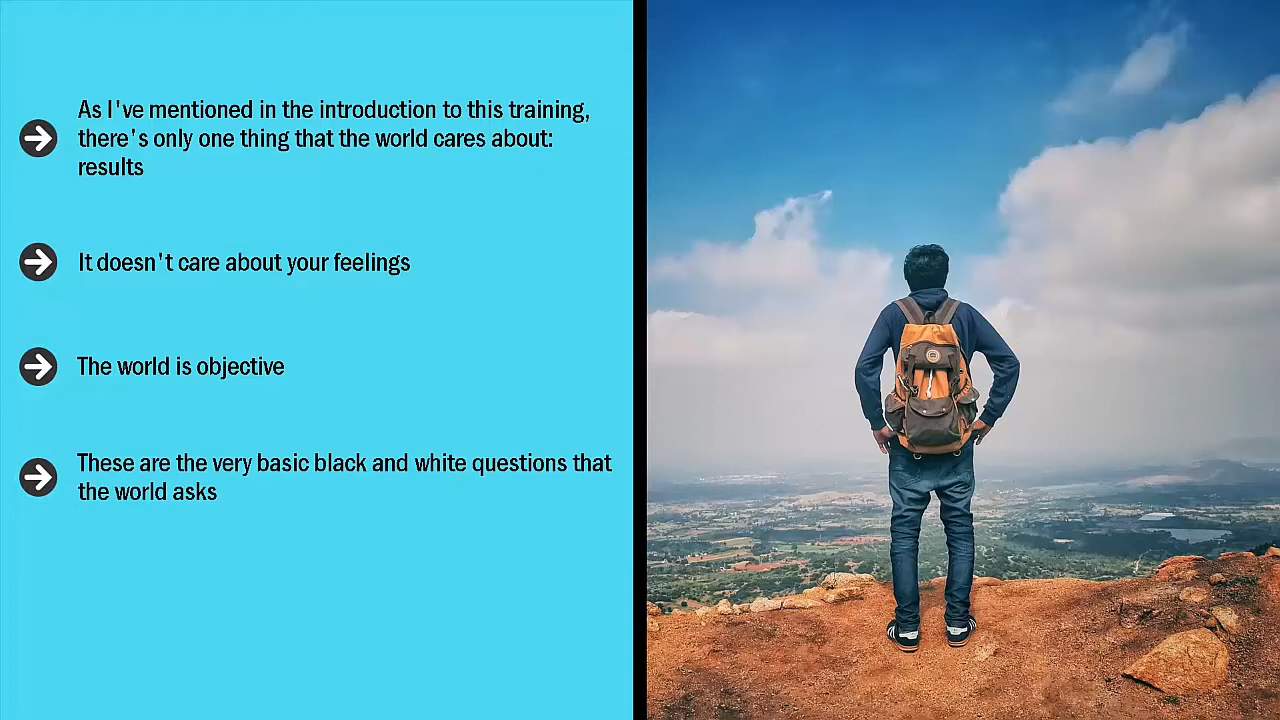 As I've mentioned in the introduction to this training,
there's only one thing that the world cares about:
results
It doesn't care about your feelings
The world is objective
These are the very basic black and white questions that
the world asks